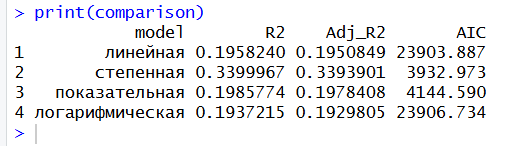 > print(comparison)
model R2 Adj_R2 AIC
1 линейная 0.1958240 0.1950849 23903.887
2 степенная 0.3399967 0.3393901 3932.973
3 показательная 0.1985774 0.1978408 4144.590
4 логарифмическая 0.1937215 0.1929805 23906.734
>